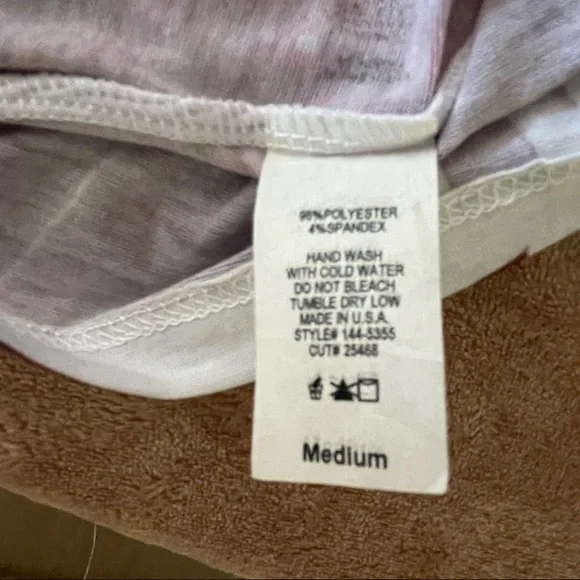 96%POLYESTER
4%SPANDEX
HAND WASH
WITH COLD WATER
DO NOT BLEACH
TUMBLE DRY LOW
MADE IN U.S.A.
STYLE# 144-5355
CUT# 25468
Medium